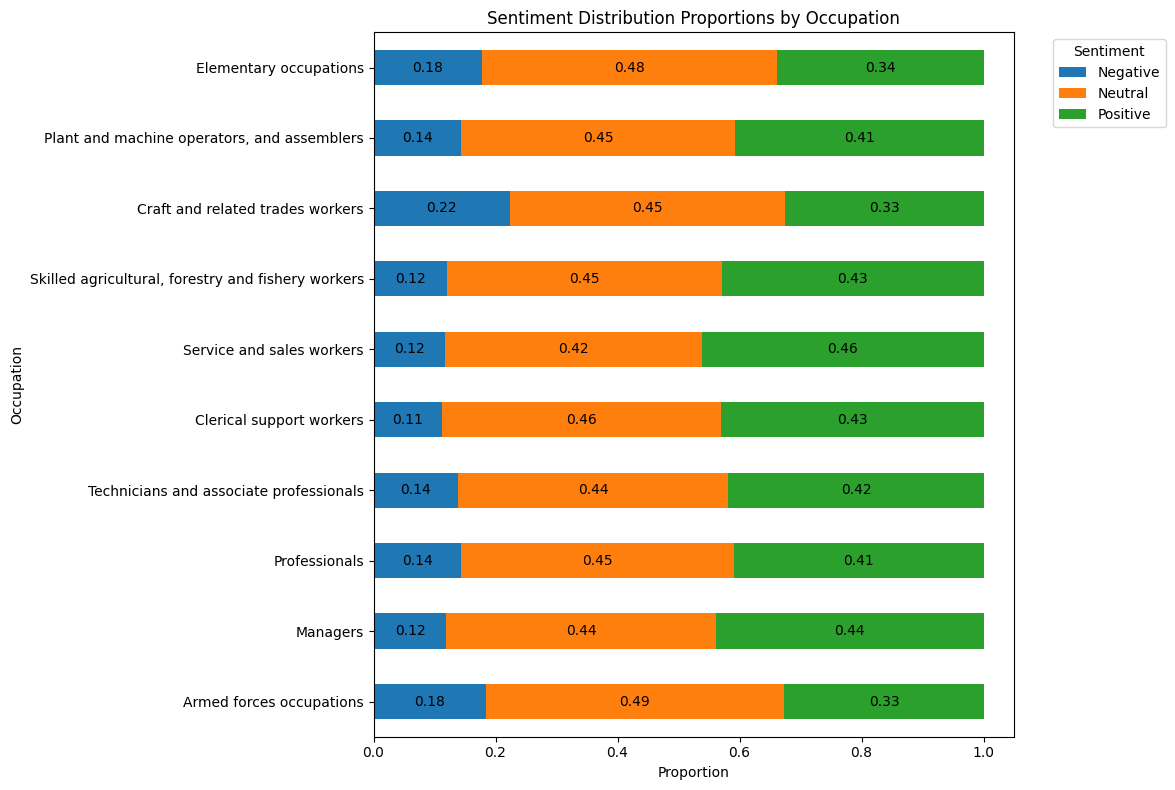 Sentiment Distribution Proportions by Occupation
Sentiment
Negative
Neutral
Positive
Occupation
Elementary occupations 0.18 0.48 0.34
Plant and machine operators, and assemblers 0.14 0.45 0.41
Craft and related trades workers 0.22 0.45 0.33
Skilled agricultural, forestry and fishery workers 0.12 0.45 0.43
Service and sales workers 0.12 0.42 0.46
Clerical support workers 0.11 0.46 0.43
Technicians and associate professionals 0.14 0.44 0.42
Professionals 0.14 0.45 0.41
Managers 0.12 0.44 0.44
Armed forces occupations 0.18 0.49 0.33
0.0 0.2 0.4 0.6 0.8 1.0
Proportion